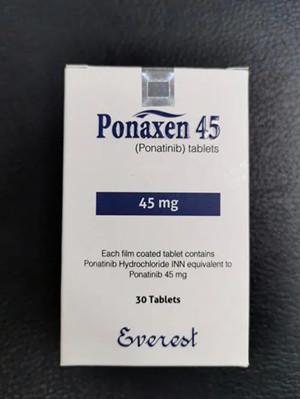 Ponaxen 45
(Ponatinib) tablets
45 mg
Each film coated tablet contains
Ponatinib Hydrochloride INN equivalent to
Ponatinib 45 mg
30 Tablets
Everest